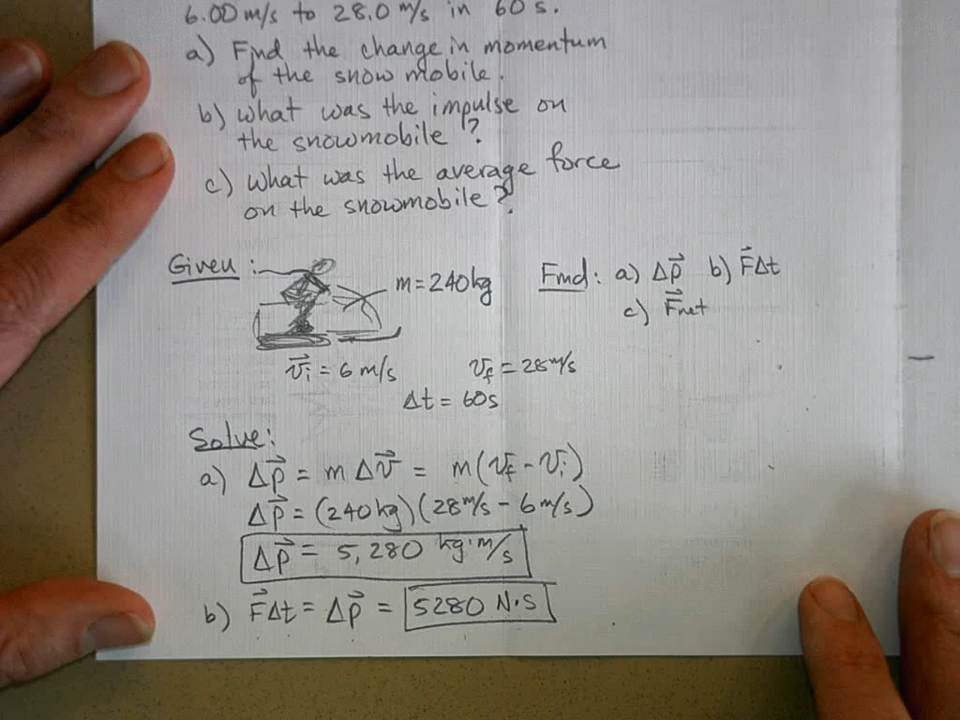 6.00 m/s to 28.0 m/s in 60 s.
a) Find the change in momentum
of the snow mobile.
b) what was the impulse on
the snowmobile?
c) What was the average force
on the snowmobile?
Given: m = 240 kg Find: a) Δp⃗ b) F⃗Δt
c) F⃗net
v⃗i = 6 m/s vf = 28 m/s
Δt = 60s
Solve:
a) Δp⃗ = m Δv⃗ = m(vf - vi)
Δp⃗ = (240 kg)(28 m/s - 6 m/s)
Δp⃗ = 5,280 kg·m/s
b) F⃗Δt = Δp⃗ = 5280 N·S